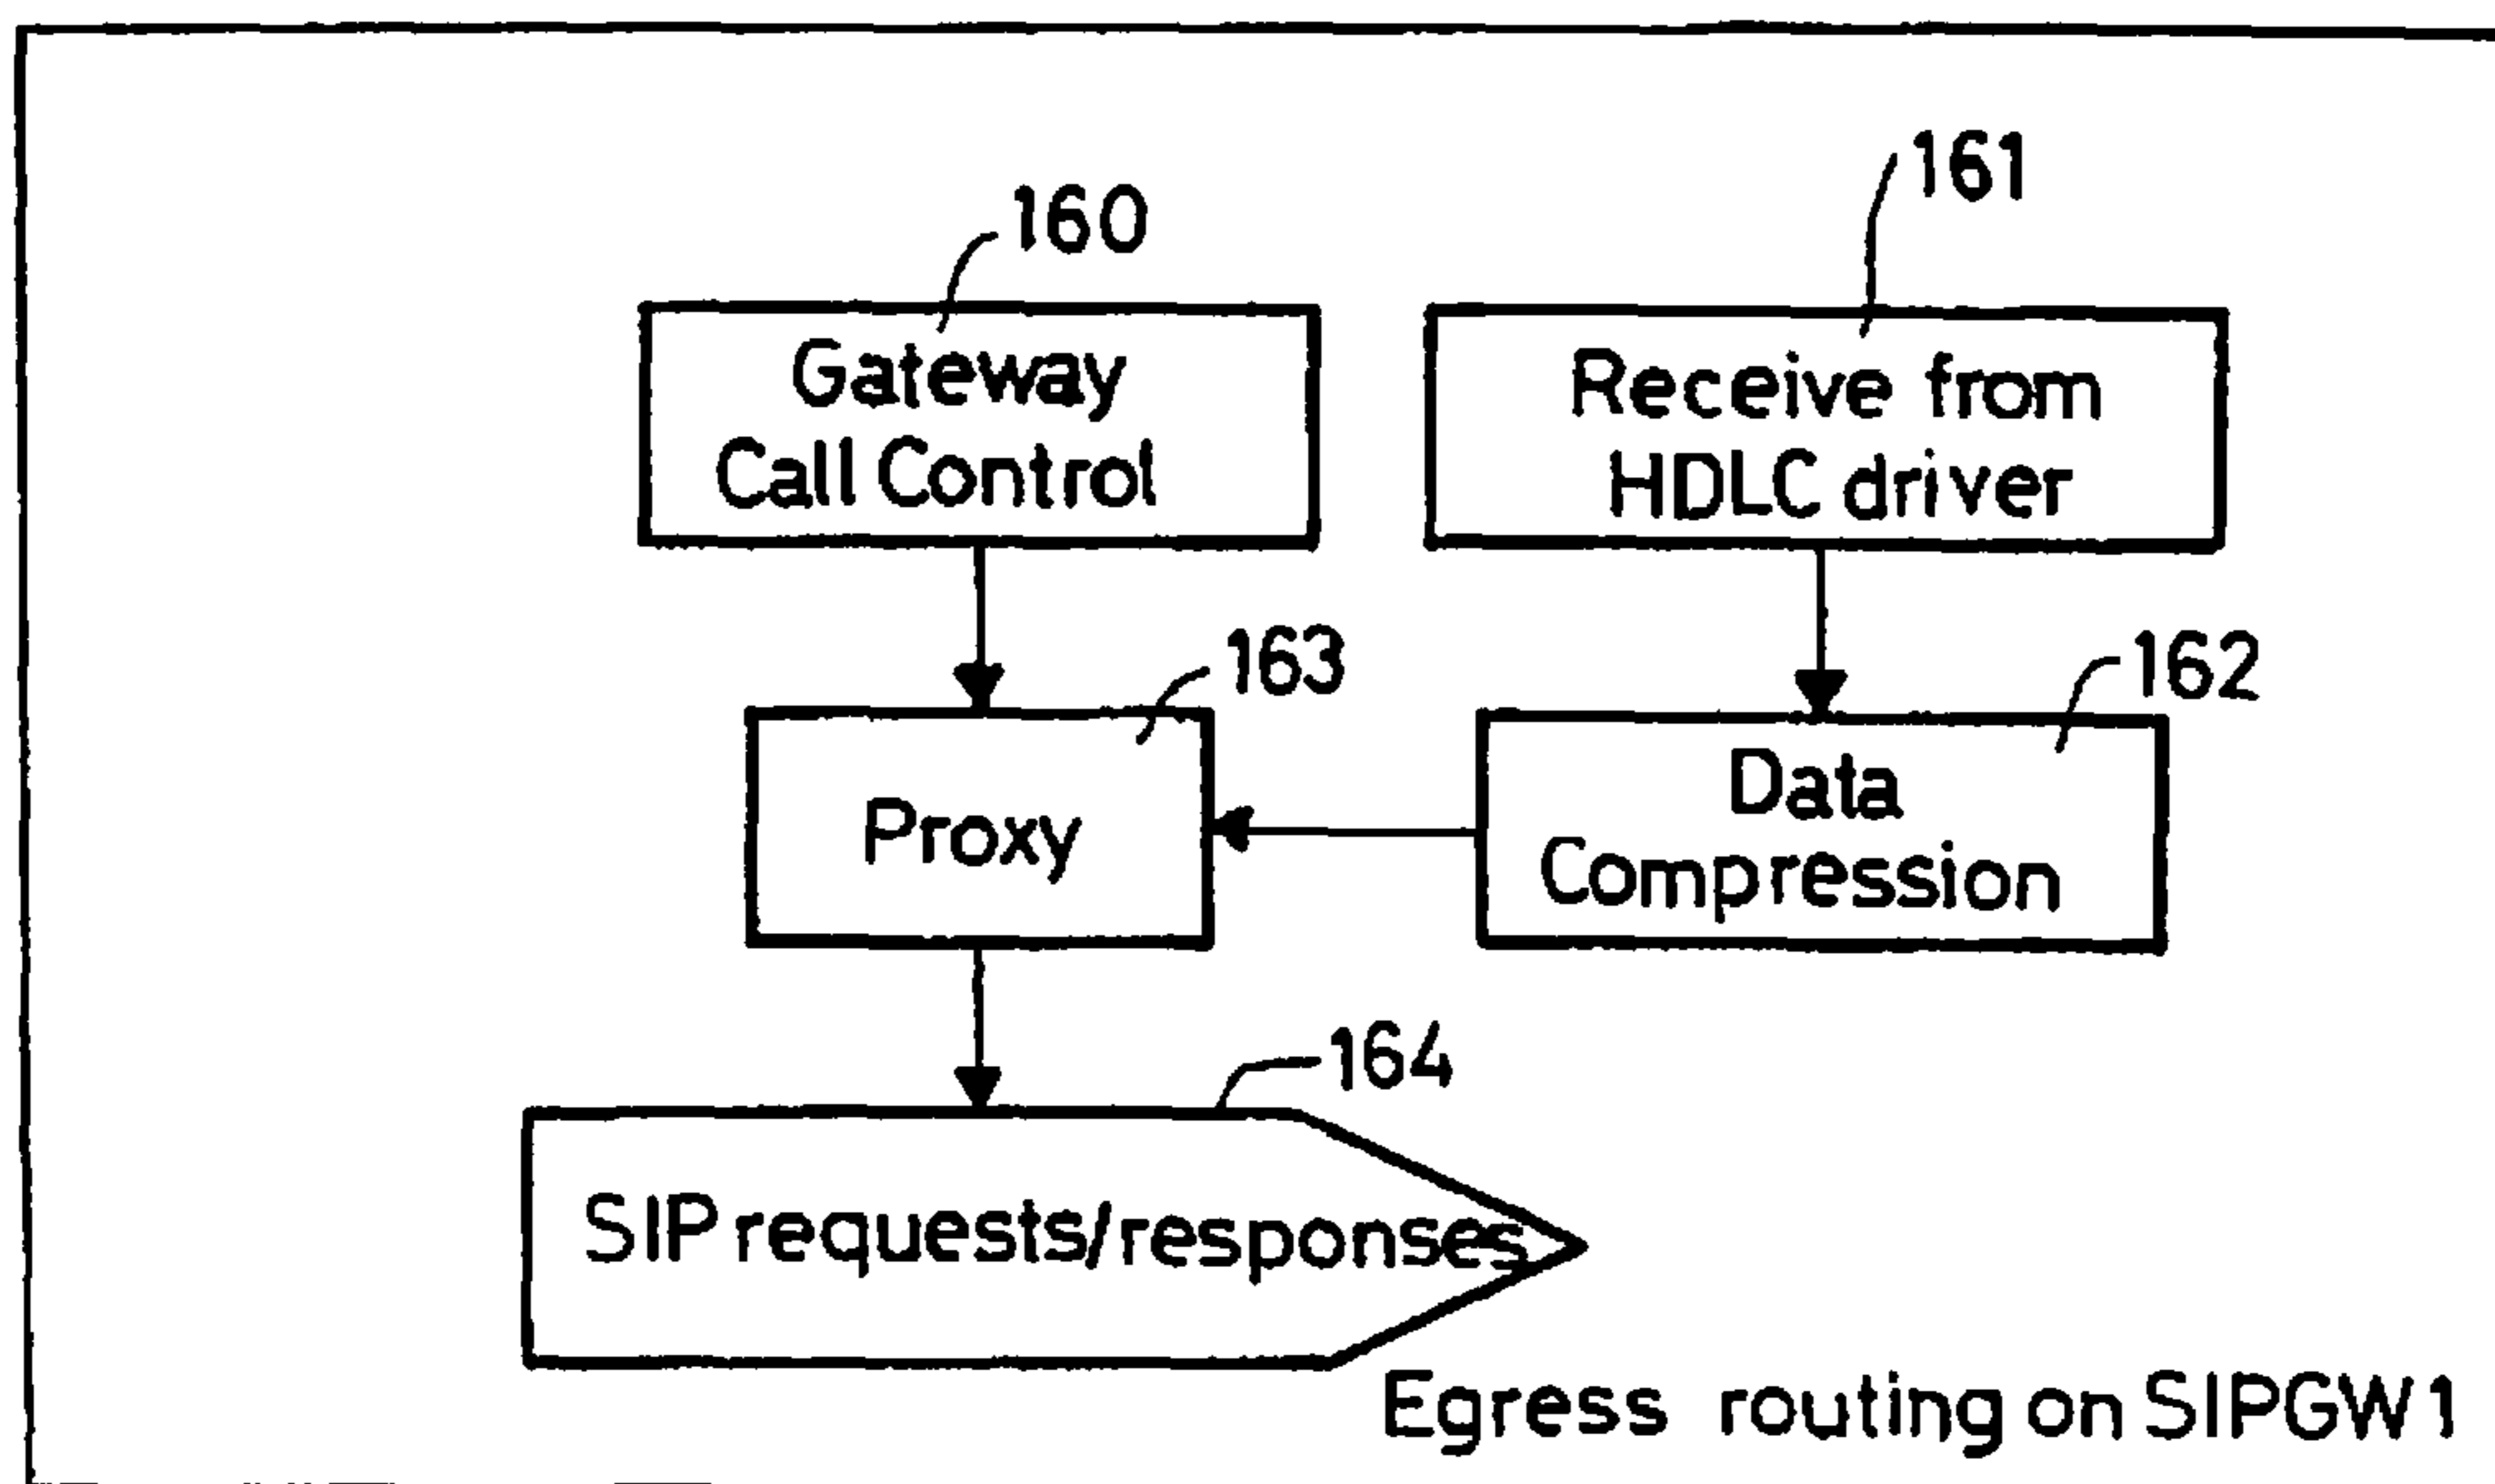 161
160
Gateway
Call Control
Receive from
HDLC driver
163
162
Proxy
Data
Compression
164
SIP requests/responses
Egress routing on SIPGW1